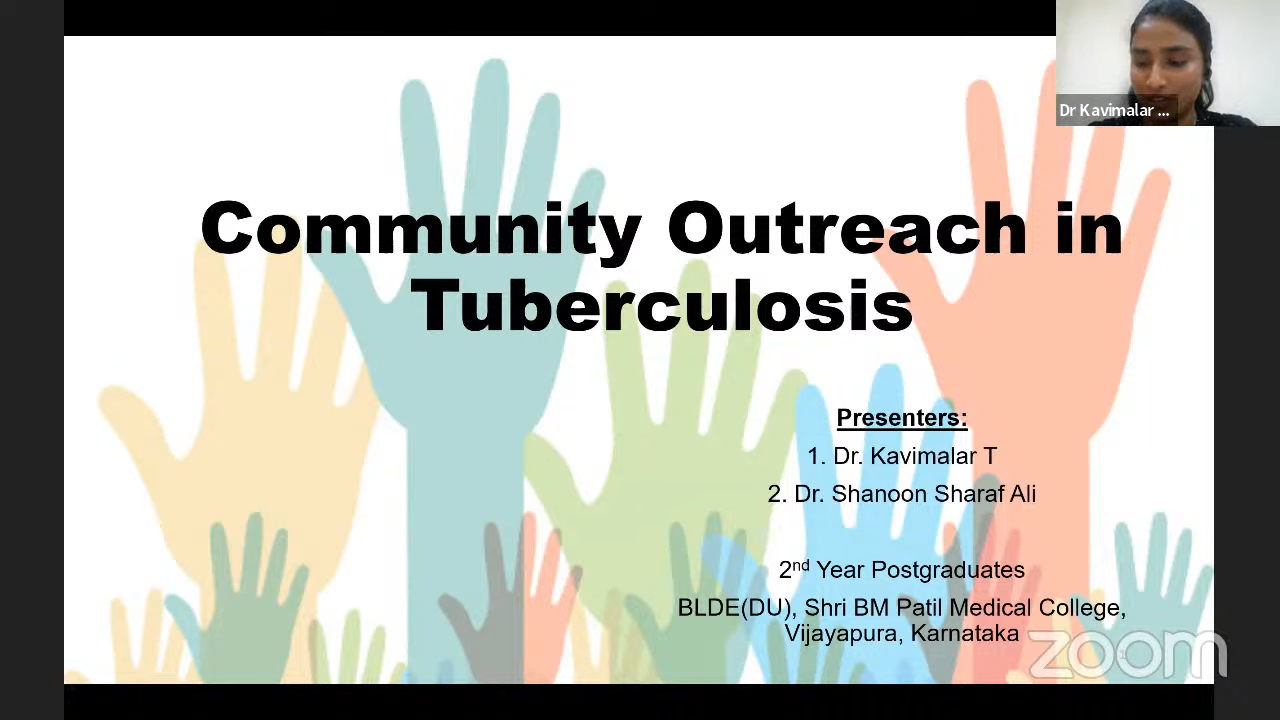 Dr Kavimalar ...
Community Outreach in
Tuberculosis
Presenters:
1. Dr. Kavimalar T
2. Dr. Shanoon Sharaf Ali
2nd Year Postgraduates
BLDE(DU), Shri BM Patil Medical College,
Vijayapura, Karnataka
zoom